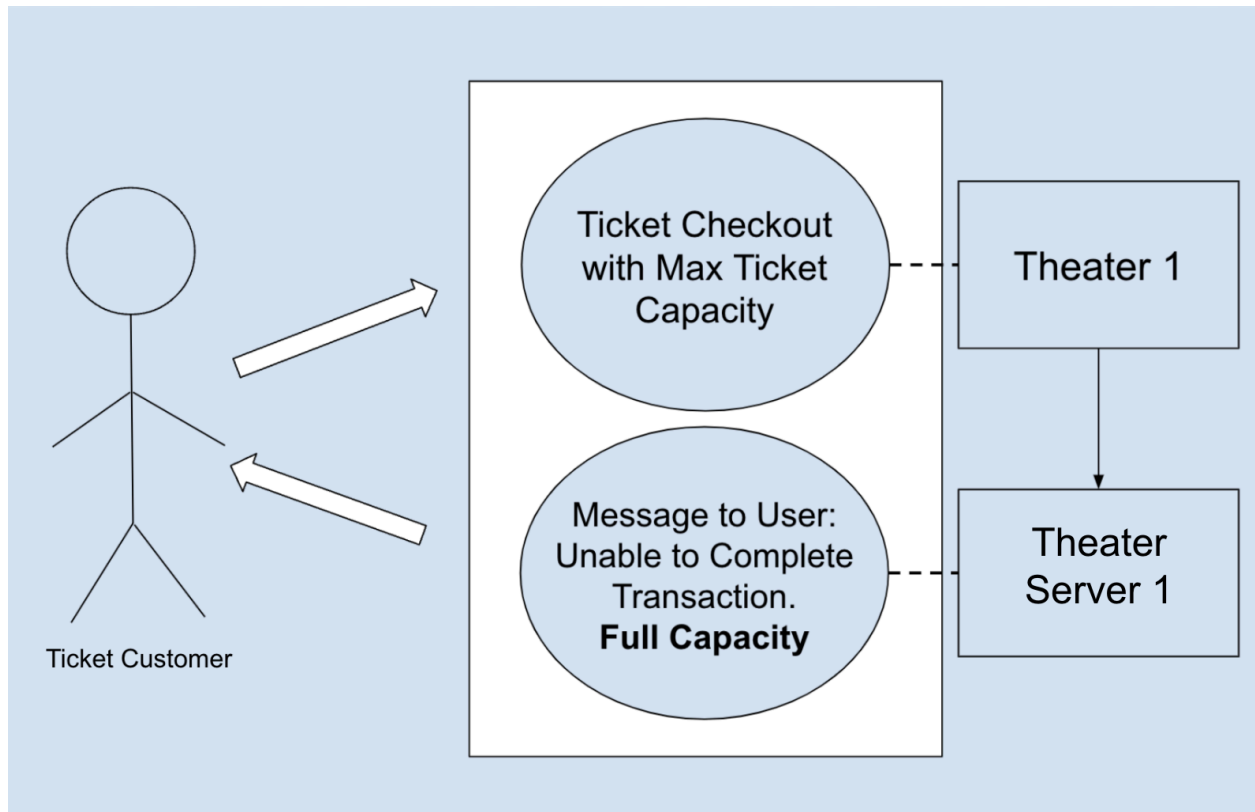 Ticket Checkout
with Max Ticket
Capacity
Theater 1
Message to User:
Unable to Complete
Transaction.
Full Capacity
Theater
Server 1
Ticket Customer